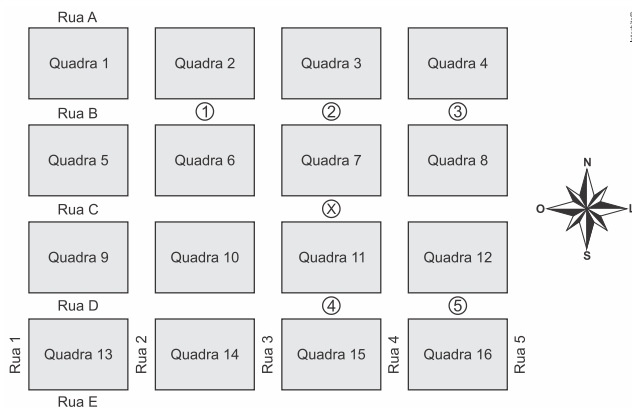 Rua A
Quadra 1 Quadra 2 Quadra 3 Quadra 4
Rua B 1 2 3
Quadra 5 Quadra 6 Quadra 7 Quadra 8
N
Rua C X O L
S
Quadra 9 Quadra 10 Quadra 11 Quadra 12
Rua D 4 5
Rua 1 Quadra 13 Rua 2 Quadra 14 Rua 3 Quadra 15 Rua 4 Quadra 16 Rua 5
Rua E